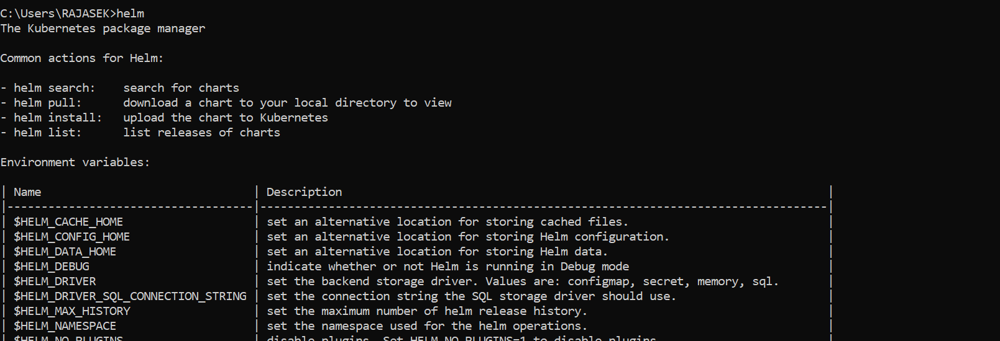 C:\Users\RAJASEK>helm
The Kubernetes package manager
Common actions for Helm:
- helm search:    search for charts
- helm pull:      download a chart to your local directory to view
- helm install:   upload the chart to Kubernetes
- helm list:      list releases of charts
Environment variables:
| Name                               | Description                                                                       |
|------------------------------------|-----------------------------------------------------------------------------------|
| $HELM_CACHE_HOME                   | set an alternative location for storing cached files.                             |
| $HELM_CONFIG_HOME                  | set an alternative location for storing Helm configuration.                       |
| $HELM_DATA_HOME                    | set an alternative location for storing Helm data.                                |
| $HELM_DEBUG                        | indicate whether or not Helm is running in Debug mode                             |
| $HELM_DRIVER                       | set the backend storage driver. Values are: configmap, secret, memory, sql.       |
| $HELM_DRIVER_SQL_CONNECTION_STRING | set the connection string the SQL storage driver should use.                      |
| $HELM_MAX_HISTORY                  | set the maximum number of helm release history.                                   |
| $HELM_NAMESPACE                    | set the namespace used for the helm operations.                                   |
| $HELM_NO_PLUGINS                   | disable plugins. Set HELM_NO_PLUGINS=1 to disable plugins.                        |